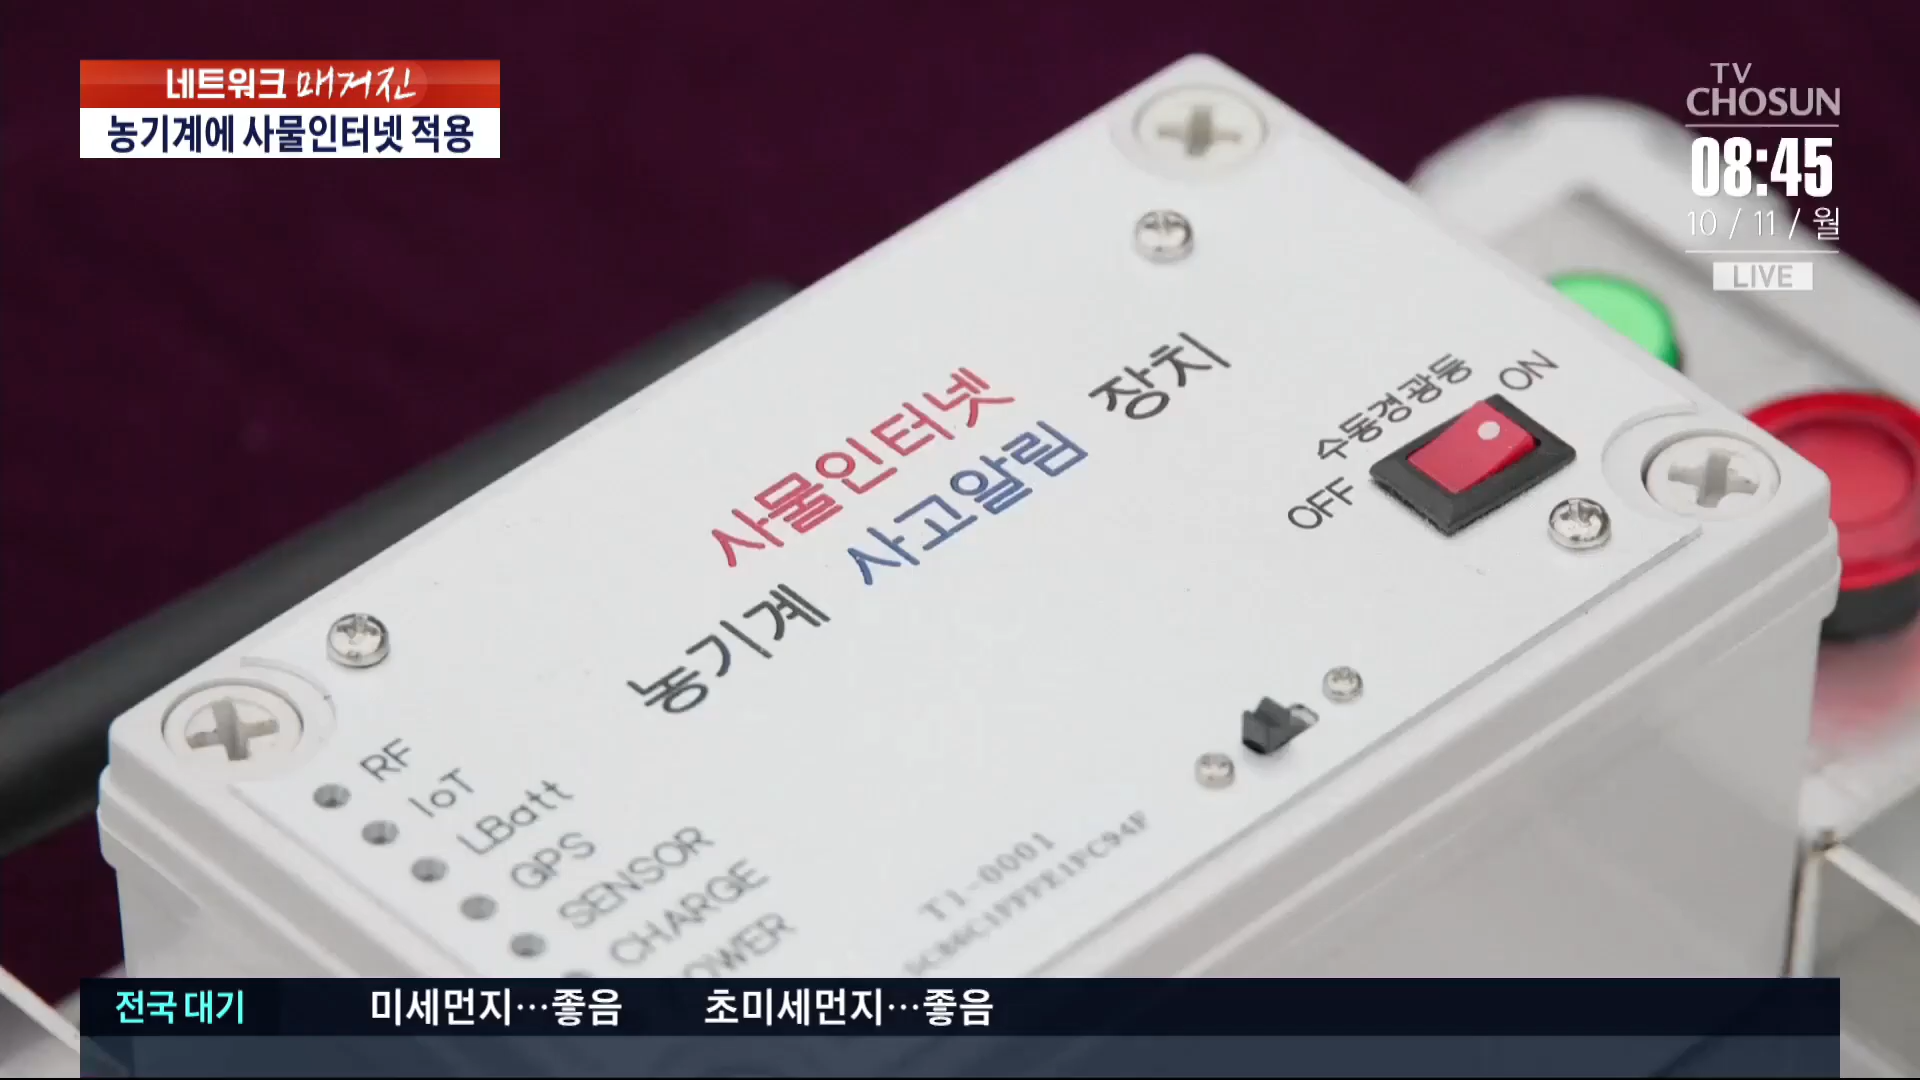 네트워크 매거진
농기계에 사물인터넷 적용
TV
CHOSUN
08:45
10 / 11 / 월
LIVE
사물인터넷
농기계 사고알림 장치
수동경광등
OFF
ON
RF
IoT
LBatt
GPS
SENSOR
CHARGE
T1-0001
전국 대기
미세먼지…좋음 초미세먼지…좋음